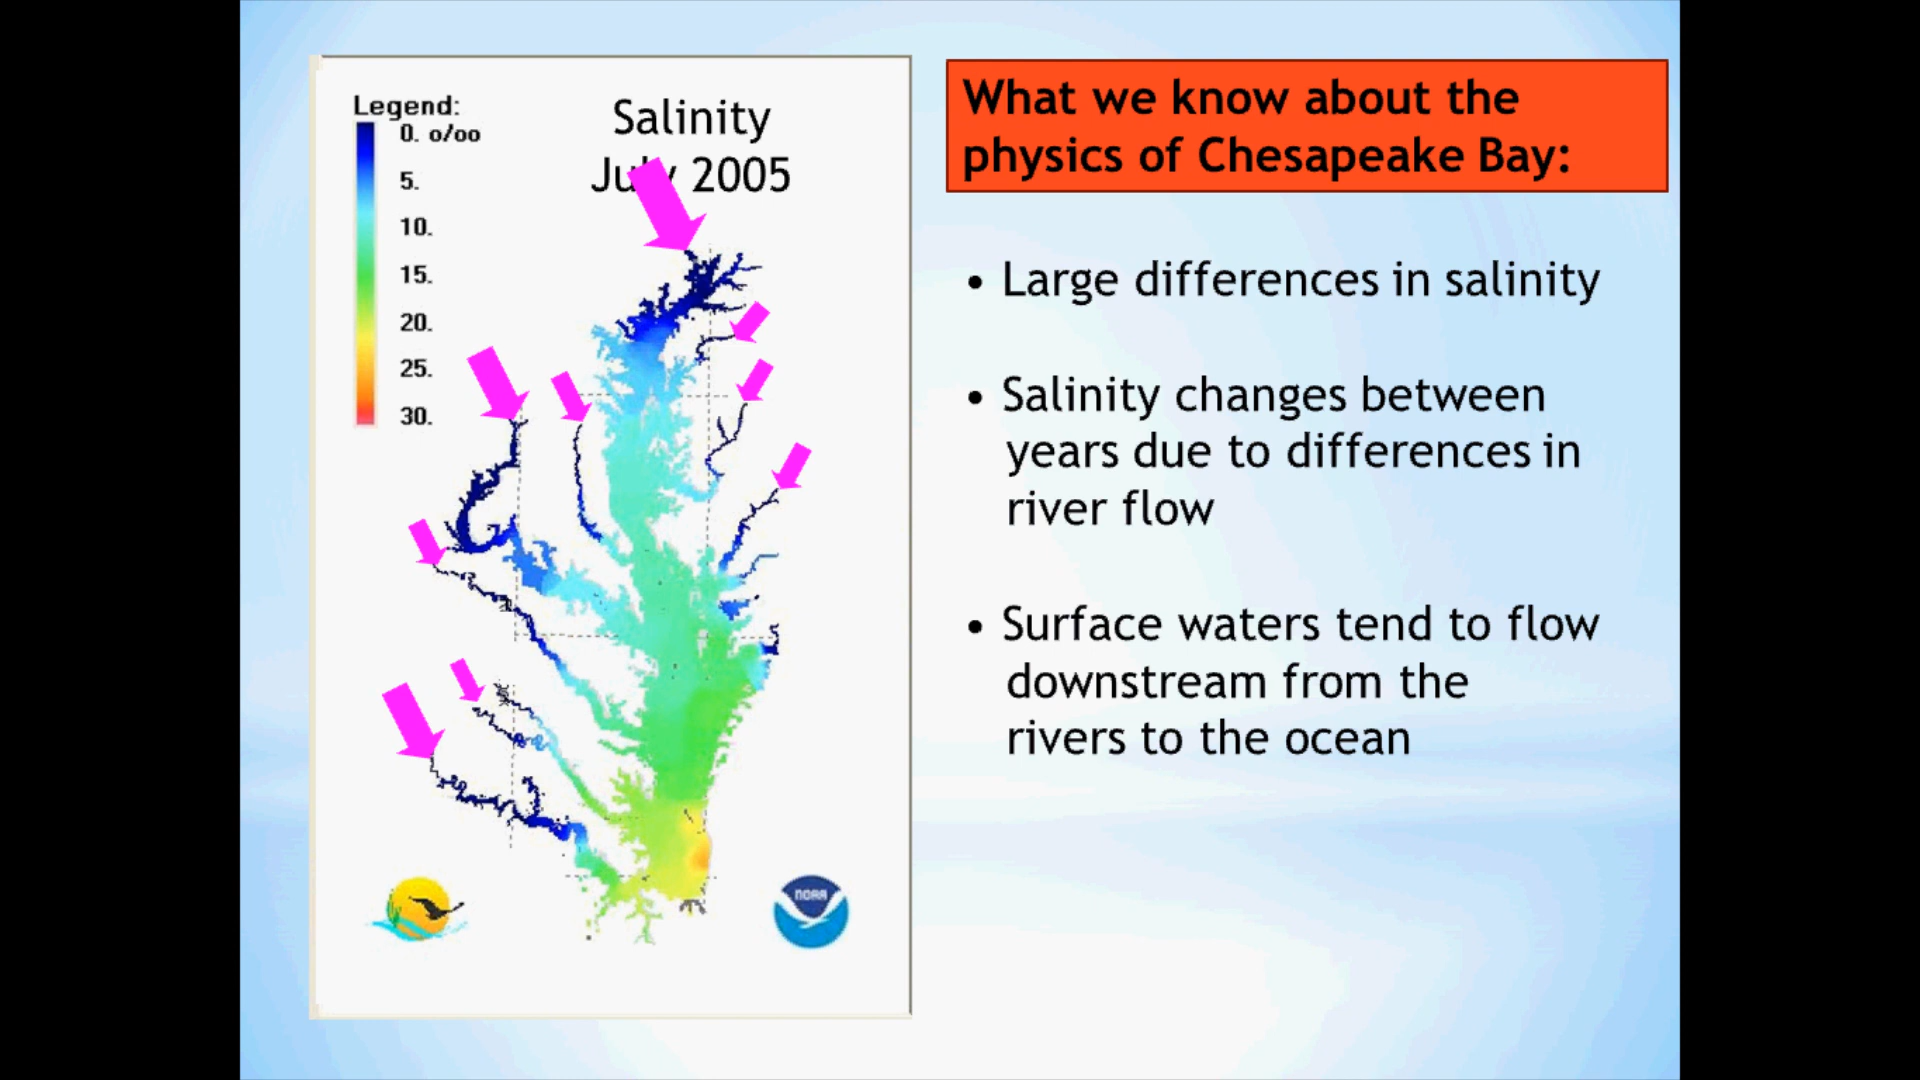 Legend:
0. o/oo
5.
10.
15.
20.
25.
30.
Salinity
July 2005
NOAA
What we know about the
physics of Chesapeake Bay:
• Large differences in salinity
• Salinity changes between
years due to differences in
river flow
• Surface waters tend to flow
downstream from the
rivers to the ocean